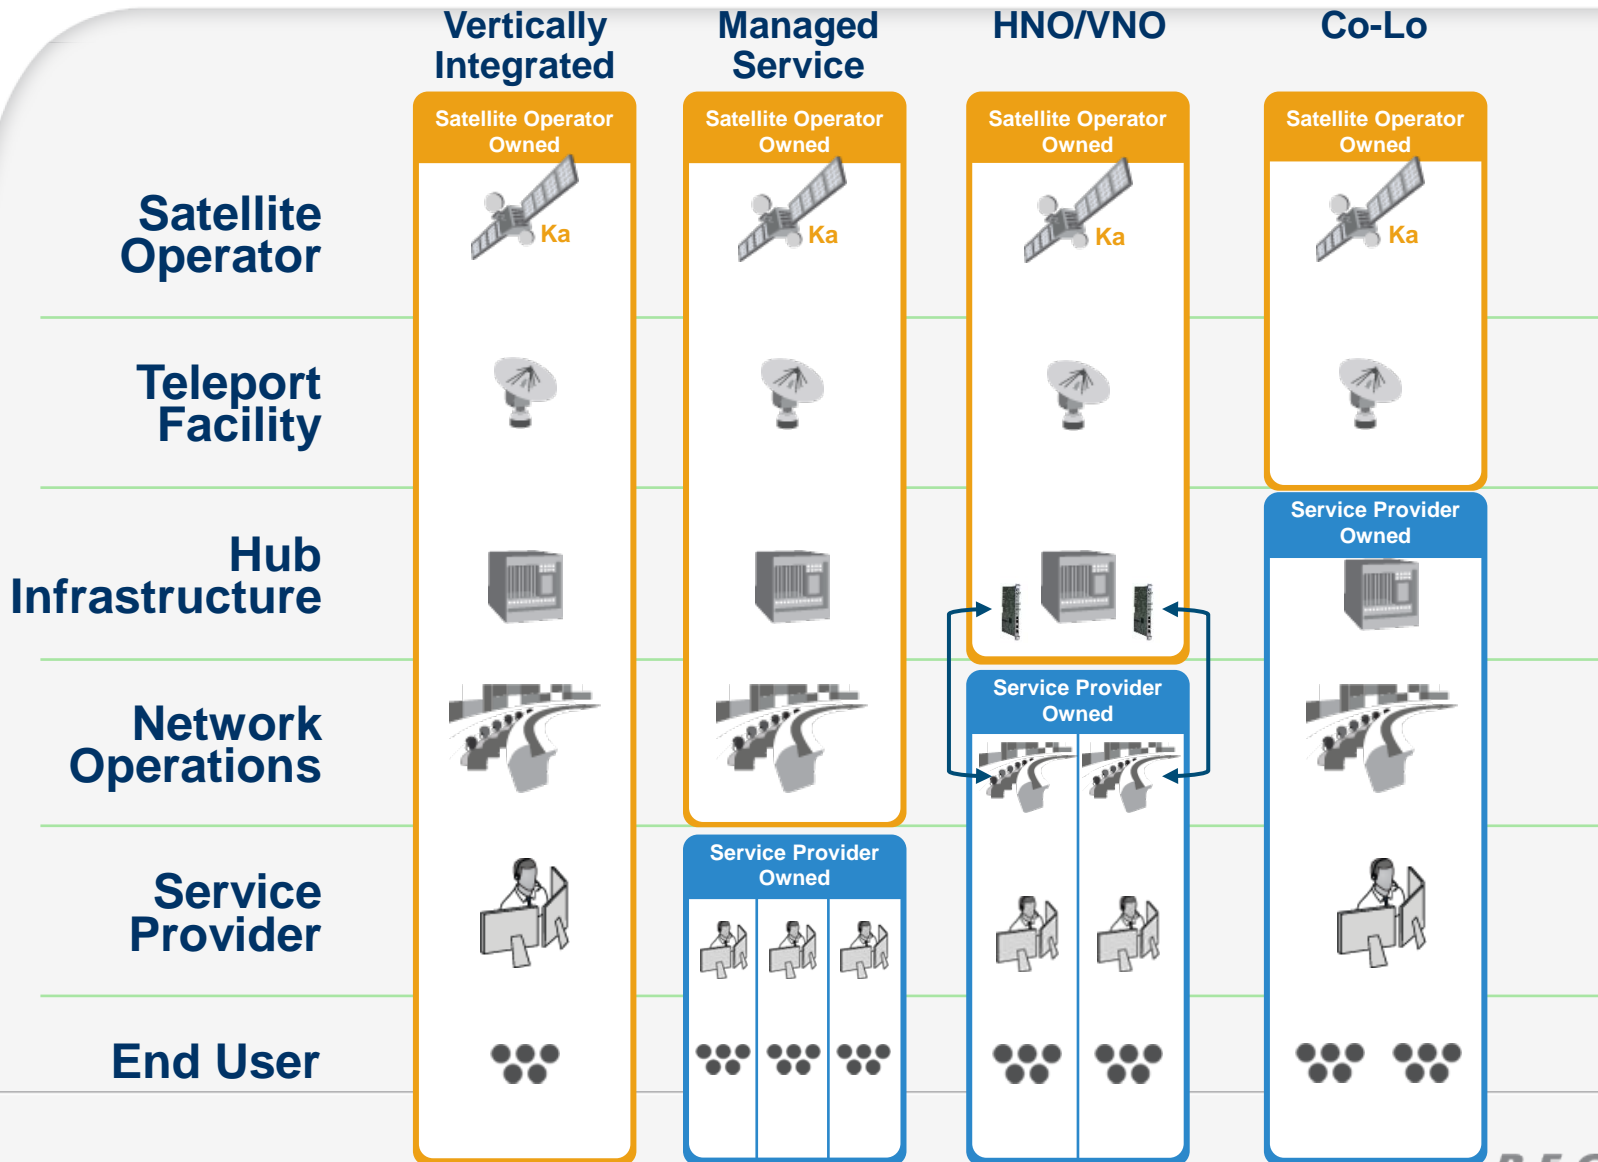 Vertically
Integrated
Managed
Service
HNO/VNO
Co-Lo
Satellite Operator
Owned
Satellite Operator
Owned
Satellite Operator
Owned
Satellite Operator
Owned
Satellite
Operator
Ka
Ka
Ka
Ka
Teleport
Facility
Hub
Infrastructure
Service Provider
Owned
Network
Operations
Service Provider
Owned
Service
Provider
Service Provider
Owned
End User